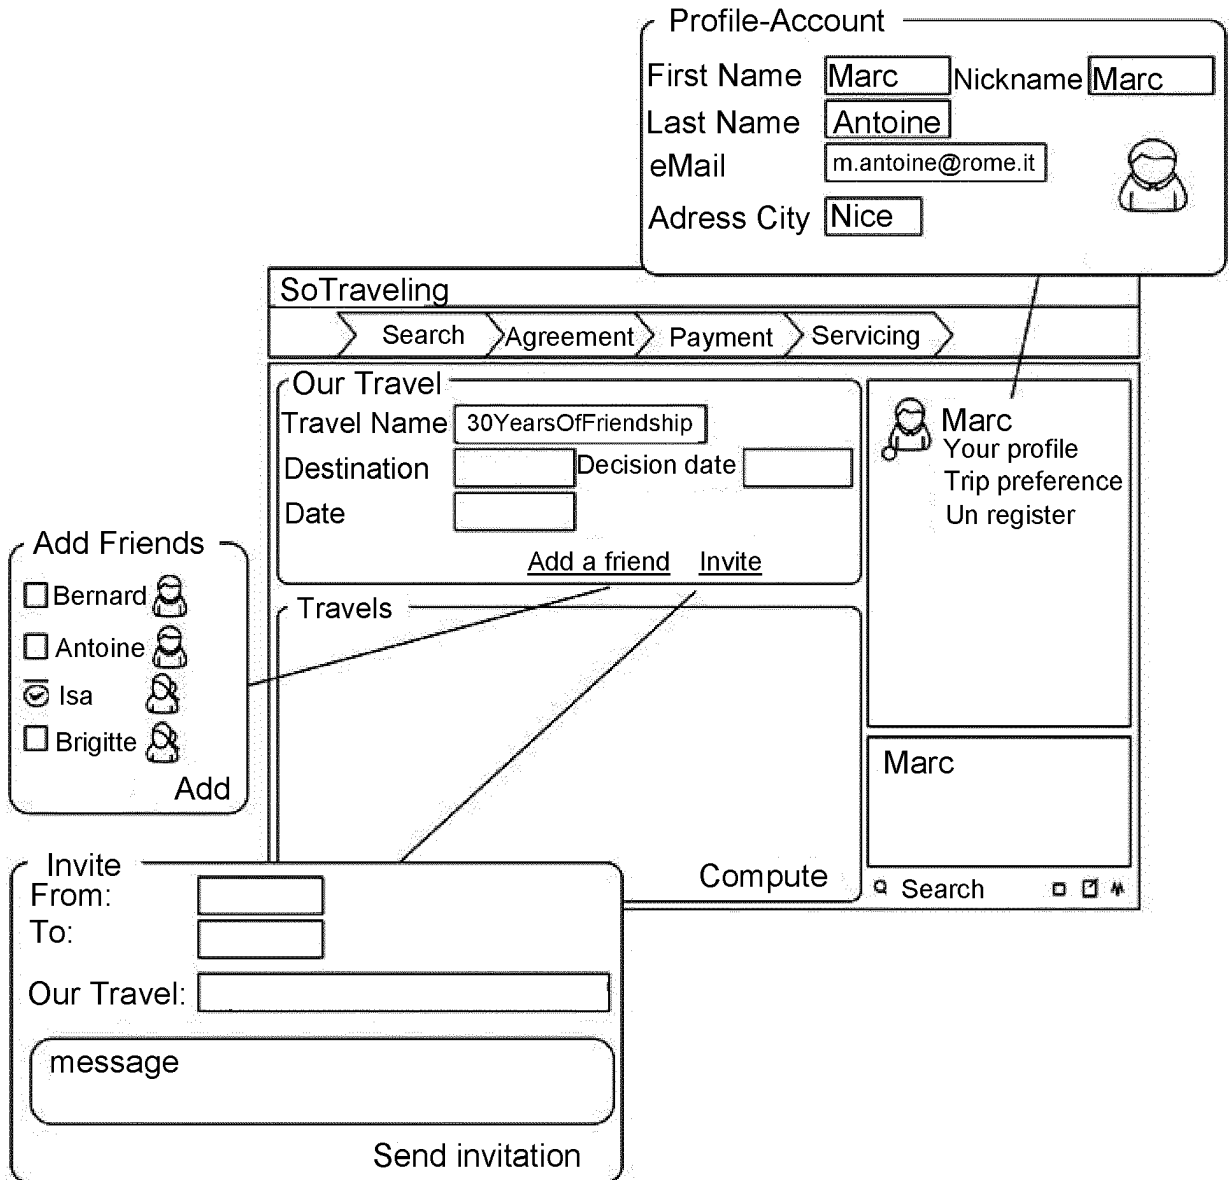 Profile-Account
First Name Marc Nickname Marc
Last Name Antoine
eMail m.antoine@rome.it
Adress City Nice
SoTraveling
Search Agreement Payment Servicing
Our Travel
Travel Name 30YearsOfFriendship
Destination Decision date
Date
Add a friend Invite
Marc
Your profile
Trip preference
Un register
Add Friends
Bernard
Antoine
Isa
Brigitte
Add
Travels
Compute
Marc
Search
Invite
From:
To:
Our Travel:
message
Send invitation